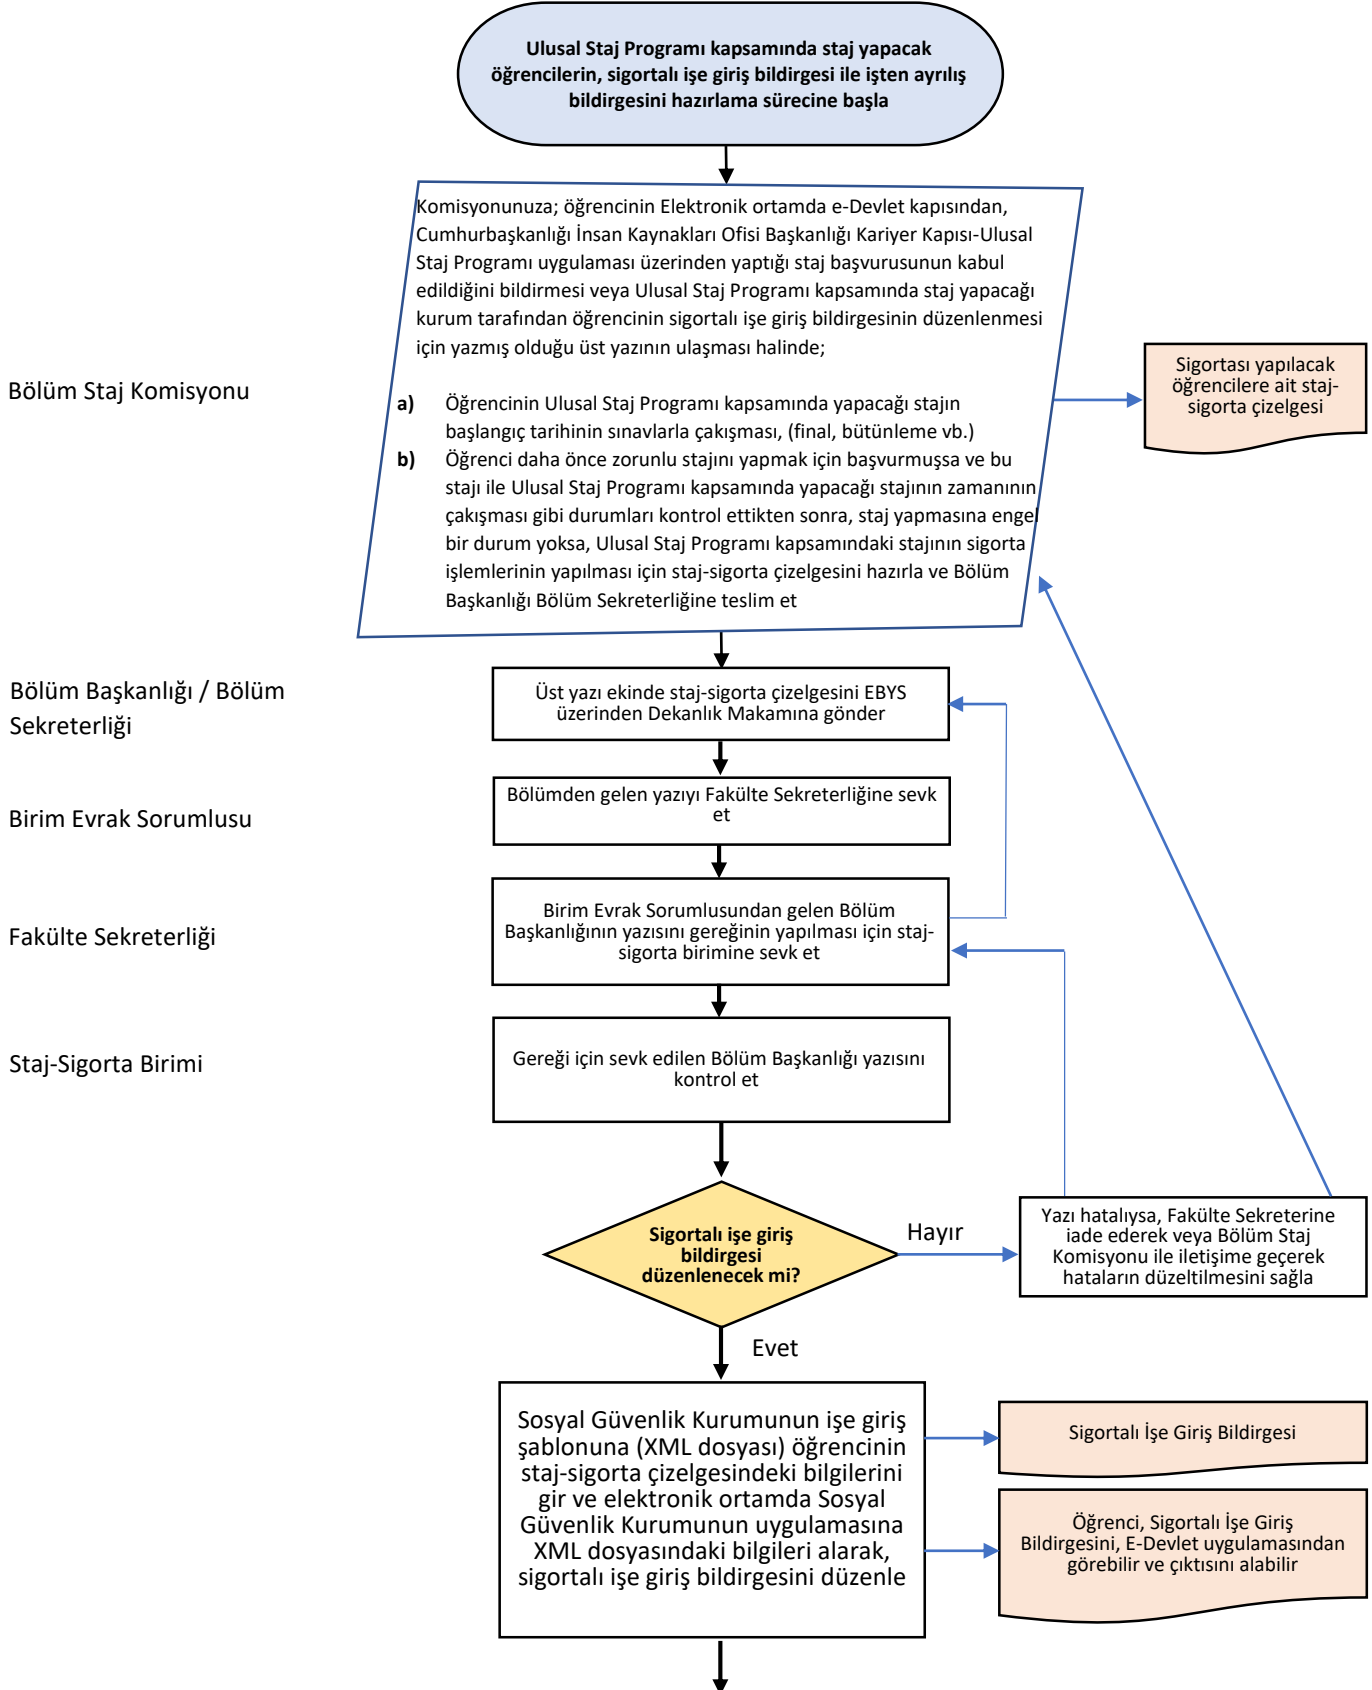 Ulusal Staj Programı kapsamında staj yapacak
öğrencilerin, sigortalı işe giriş bildirgesi ile işten ayrılış
bildirgesini hazırlama sürecine başla
Komisyonunuza; öğrencinin Elektronik ortamda e-Devlet kapısından,
Cumhurbaşkanlığı İnsan Kaynakları Ofisi Başkanlığı Kariyer Kapısı-Ulusal
Staj Programı uygulaması üzerinden yaptığı staj başvurusunun kabul
edildiğini bildirmesi veya Ulusal Staj Programı kapsamında staj yapacağı
kurum tarafından öğrencinin sigortalı işe giriş bildirgesinin düzenlenmesi
için yazmış olduğu üst yazının ulaşması halinde;
a) Öğrencinin Ulusal Staj Programı kapsamında yapacağı stajın
başlangıç tarihinin sınavlarla çakışması, (final, bütünleme vb.)
b) Öğrenci daha önce zorunlu stajını yapmak için başvurmuşsa ve bu
stajı ile Ulusal Staj Programı kapsamında yapacağı stajının zamanının
çakışması gibi durumları kontrol ettikten sonra, staj yapmasına engel
bir durum yoksa, Ulusal Staj Programı kapsamındaki stajının sigorta
işlemlerinin yapılması için staj-sigorta çizelgesini hazırla ve Bölüm
Başkanlığı Bölüm Sekreterliğine teslim et
Bölüm Staj Komisyonu
Sigortası yapılacak
öğrencilere ait staj-
sigorta çizelgesi
Bölüm Başkanlığı / Bölüm
Sekreterliği
Üst yazı ekinde staj-sigorta çizelgesini EBYS
üzerinden Dekanlık Makamına gönder
Birim Evrak Sorumlusu
Bölümden gelen yazıyı Fakülte Sekreterliğine sevk
et
Fakülte Sekreterliği
Birim Evrak Sorumlusundan gelen Bölüm
Başkanlığının yazısını gereğinin yapılması için staj-
sigorta birimine sevk et
Staj-Sigorta Birimi
Gereği için sevk edilen Bölüm Başkanlığı yazısını
kontrol et
Sigortalı işe giriş
bildirgesi
düzenlenecek mi?
Hayır
Yazı hatalıysa, Fakülte Sekreterine
iade ederek veya Bölüm Staj
Komisyonu ile iletişime geçerek
hataların düzeltilmesini sağla
Evet
Sosyal Güvenlik Kurumunun işe giriş
şablonuna (XML dosyası) öğrencinin
staj-sigorta çizelgesindeki bilgilerini
gir ve elektronik ortamda Sosyal
Güvenlik Kurumunun uygulamasına
XML dosyasındaki bilgileri alarak,
sigortalı işe giriş bildirgesini düzenle
Sigortalı İşe Giriş Bildirgesi
Öğrenci, Sigortalı İşe Giriş
Bildirgesini, E-Devlet uygulamasından
görebilir ve çıktısını alabilir